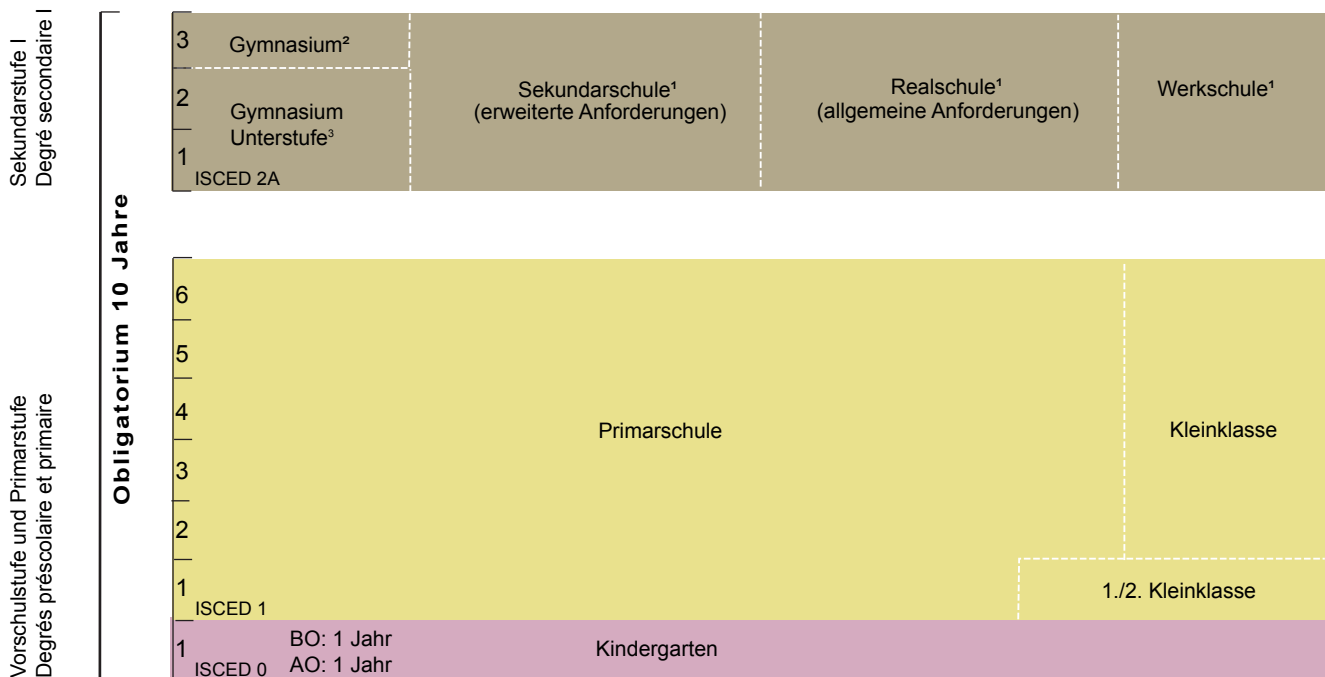 Sekundarstufe I
Degré secondaire I
Obligatorium 10 Jahre
3
Gymnasium²
2
Gymnasium
Unterstufe³
1
ISCED 2A
Sekundarschule¹
(erweiterte Anforderungen)
Realschule¹
(allgemeine Anforderungen)
Werkschule¹
Vorschulstufe und Primarstufe
Degrés préscolaire et primaire
6
5
4
3
2
1
ISCED 1
Primarschule
Kleinklasse
1./2. Kleinklasse
1
ISCED 0
BO: 1 Jahr
AO: 1 Jahr
Kindergarten